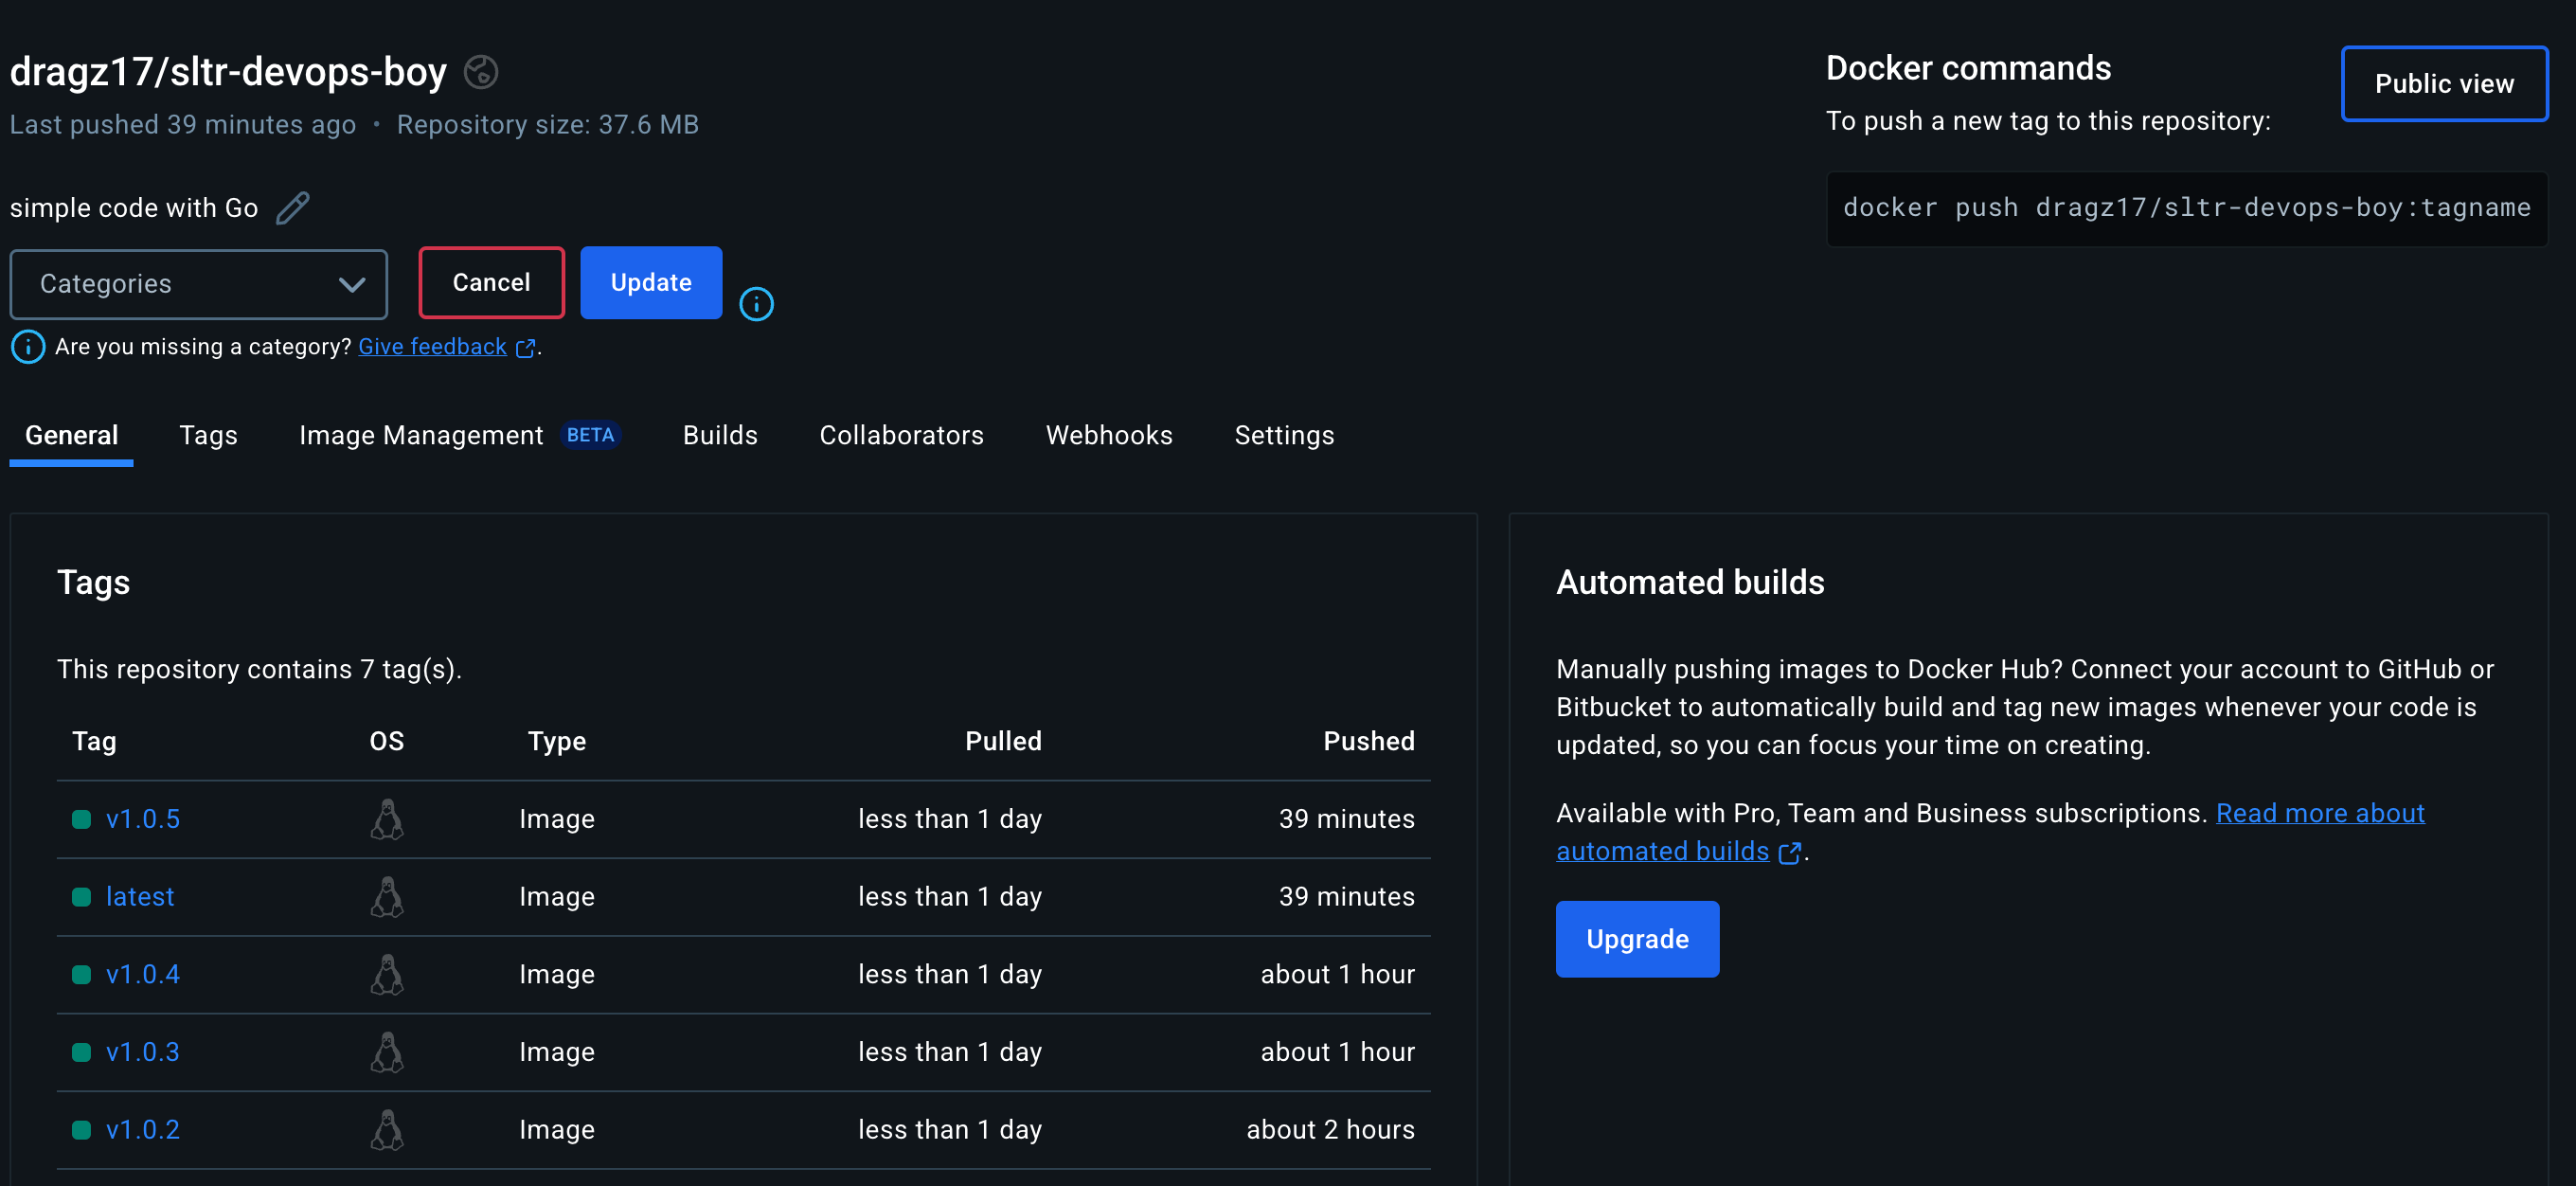 dragz17/sltr-devops-boy
Last pushed 39 minutes ago • Repository size: 37.6 MB
simple code with Go
Categories
Cancel
Update
Are you missing a category? Give feedback .
Docker commands
Public view
To push a new tag to this repository:
docker push dragz17/sltr-devops-boy:tagname
General Tags Image Management BETA Builds Collaborators Webhooks Settings
Tags
This repository contains 7 tag(s).
Tag OS Type Pulled Pushed
v1.0.5 Image less than 1 day 39 minutes
latest Image less than 1 day 39 minutes
v1.0.4 Image less than 1 day about 1 hour
v1.0.3 Image less than 1 day about 1 hour
v1.0.2 Image less than 1 day about 2 hours
Automated builds
Manually pushing images to Docker Hub? Connect your account to GitHub or
Bitbucket to automatically build and tag new images whenever your code is
updated, so you can focus your time on creating.
Available with Pro, Team and Business subscriptions. Read more about
automated builds .
Upgrade